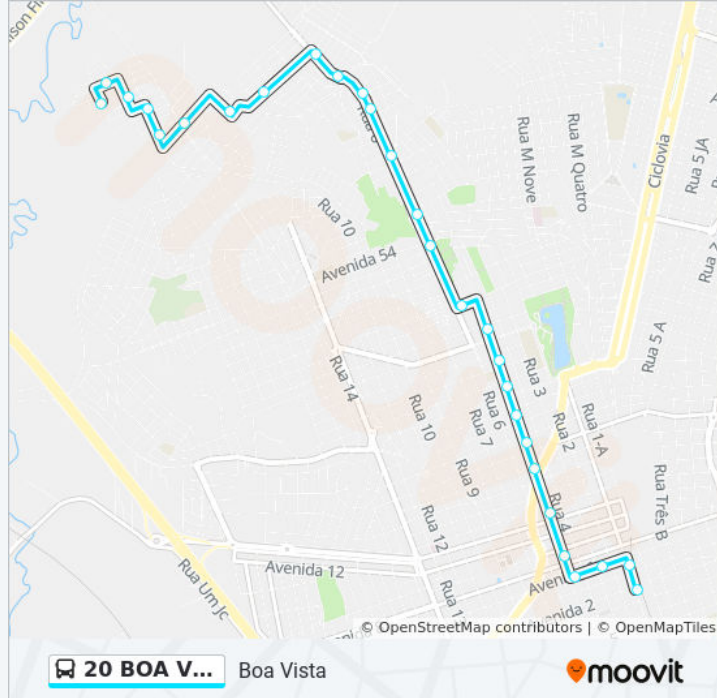 Rua M Nove
Rua M Quatro
Ciclovia
Rua 5 JA
Rua 10
Avenida 54
Rua 5 A
Rua 14
Rua 3
Rua 6
Rua 7
Rua 10
Rua 2
Rua 1-A
Rua 9
Rua Três B
Rua 4
Rua 12
Avenida 12
Rua Um Jc
© OpenStreetMap contributors | © OpenMapTiles
20 BOA V...
Boa Vista
moovit